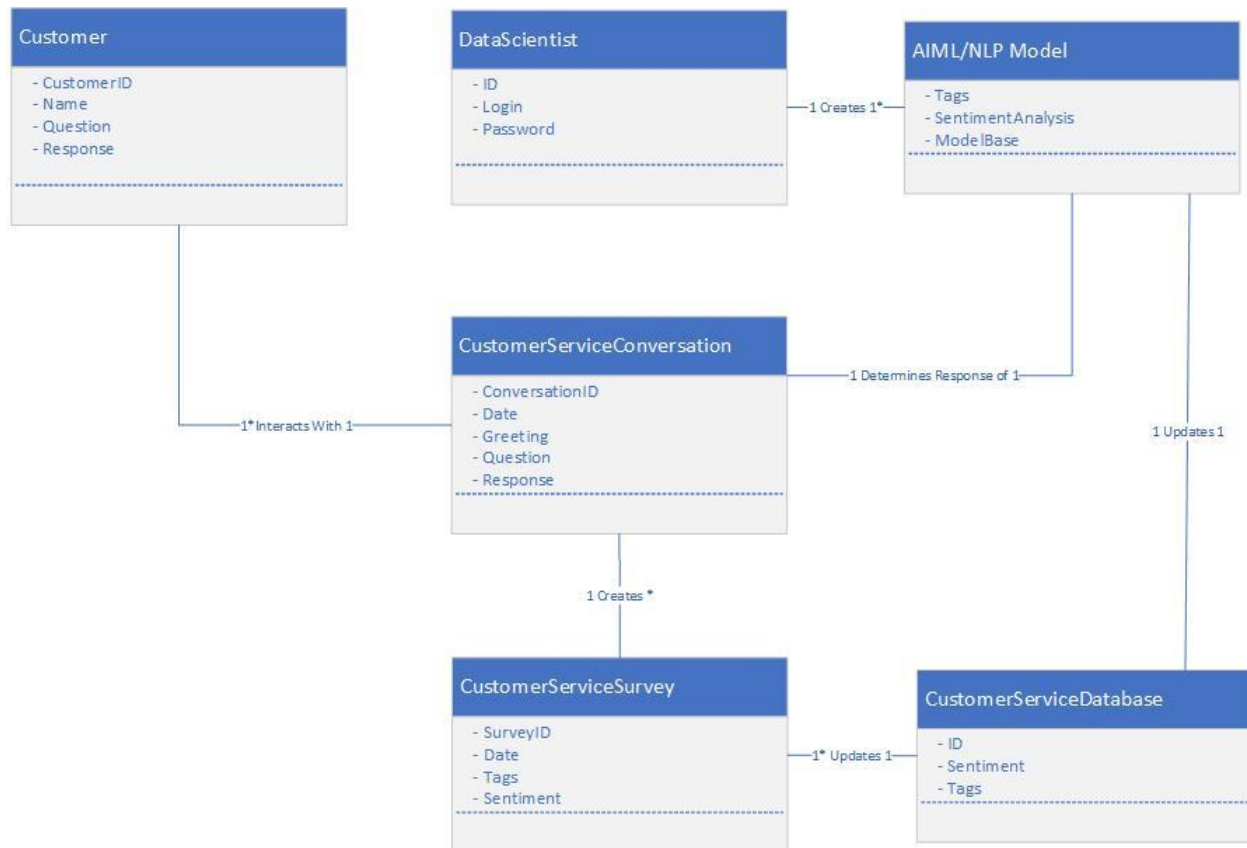 Customer
- CustomerID
- Name
- Question
- Response
DataScientist
- ID
- Login
- Password
1 Creates 1*
AIML/NLP Model
- Tags
- SentimentAnalysis
- ModelBase
1* Interacts With 1
CustomerServiceConversation
- ConversationID
- Date
- Greeting
- Question
- Response
1 Determines Response of 1
1 Updates 1
1 Creates *
CustomerServiceSurvey
- SurveyID
- Date
- Tags
- Sentiment
1* Updates 1
CustomerServiceDatabase
- ID
- Sentiment
- Tags